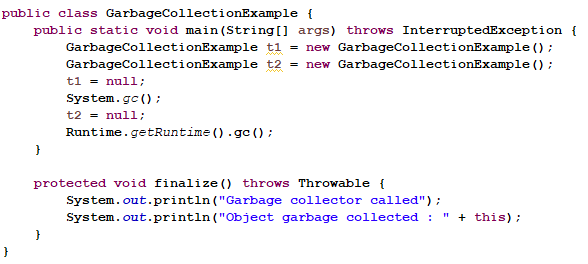 public class GarbageCollectionExample {
    public static void main(String[] args) throws InterruptedException {
        GarbageCollectionExample t1 = new GarbageCollectionExample();
        GarbageCollectionExample t2 = new GarbageCollectionExample();
        t1 = null;
        System.gc();
        t2 = null;
        Runtime.getRuntime().gc();
    }

    protected void finalize() throws Throwable {
        System.out.println("Garbage collector called");
        System.out.println("Object garbage collected : " + this);
    }
}